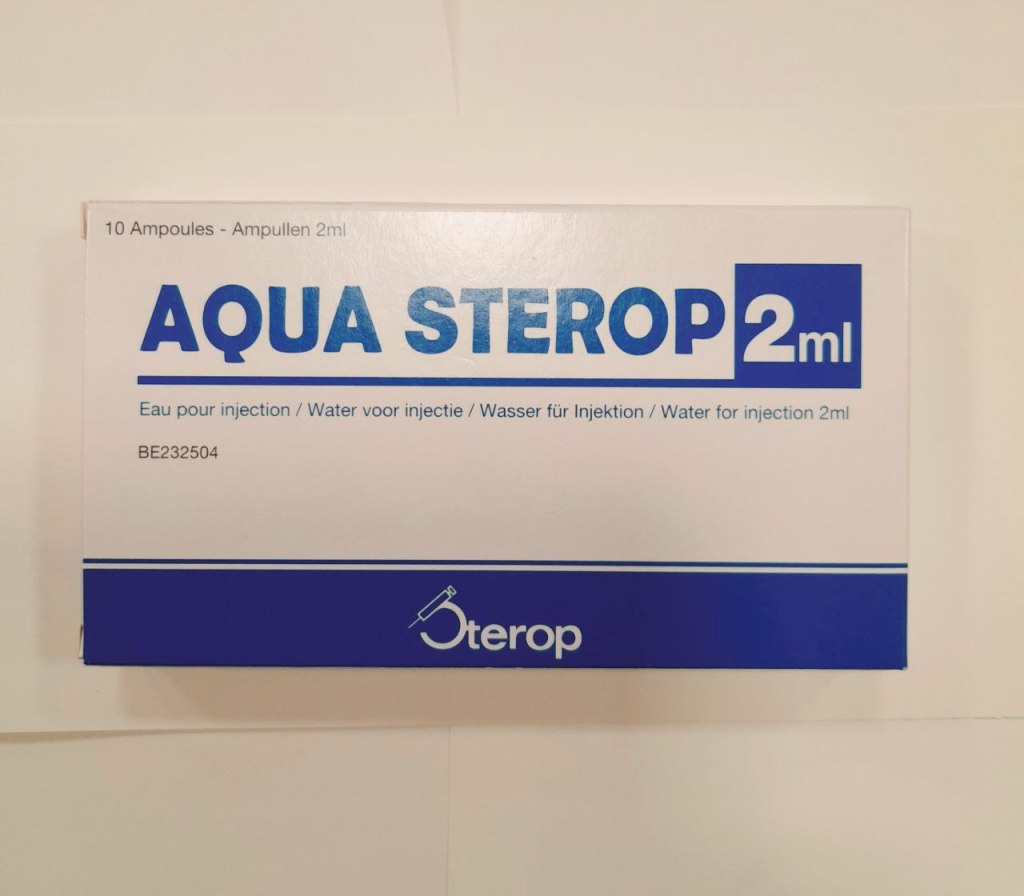 10 Ampoules - Ampullen 2ml
AQUA STEROP 2ml
Eau pour injection / Water voor injectie / Wasser für Injektion / Water for injection 2ml
BE232504
Sterop